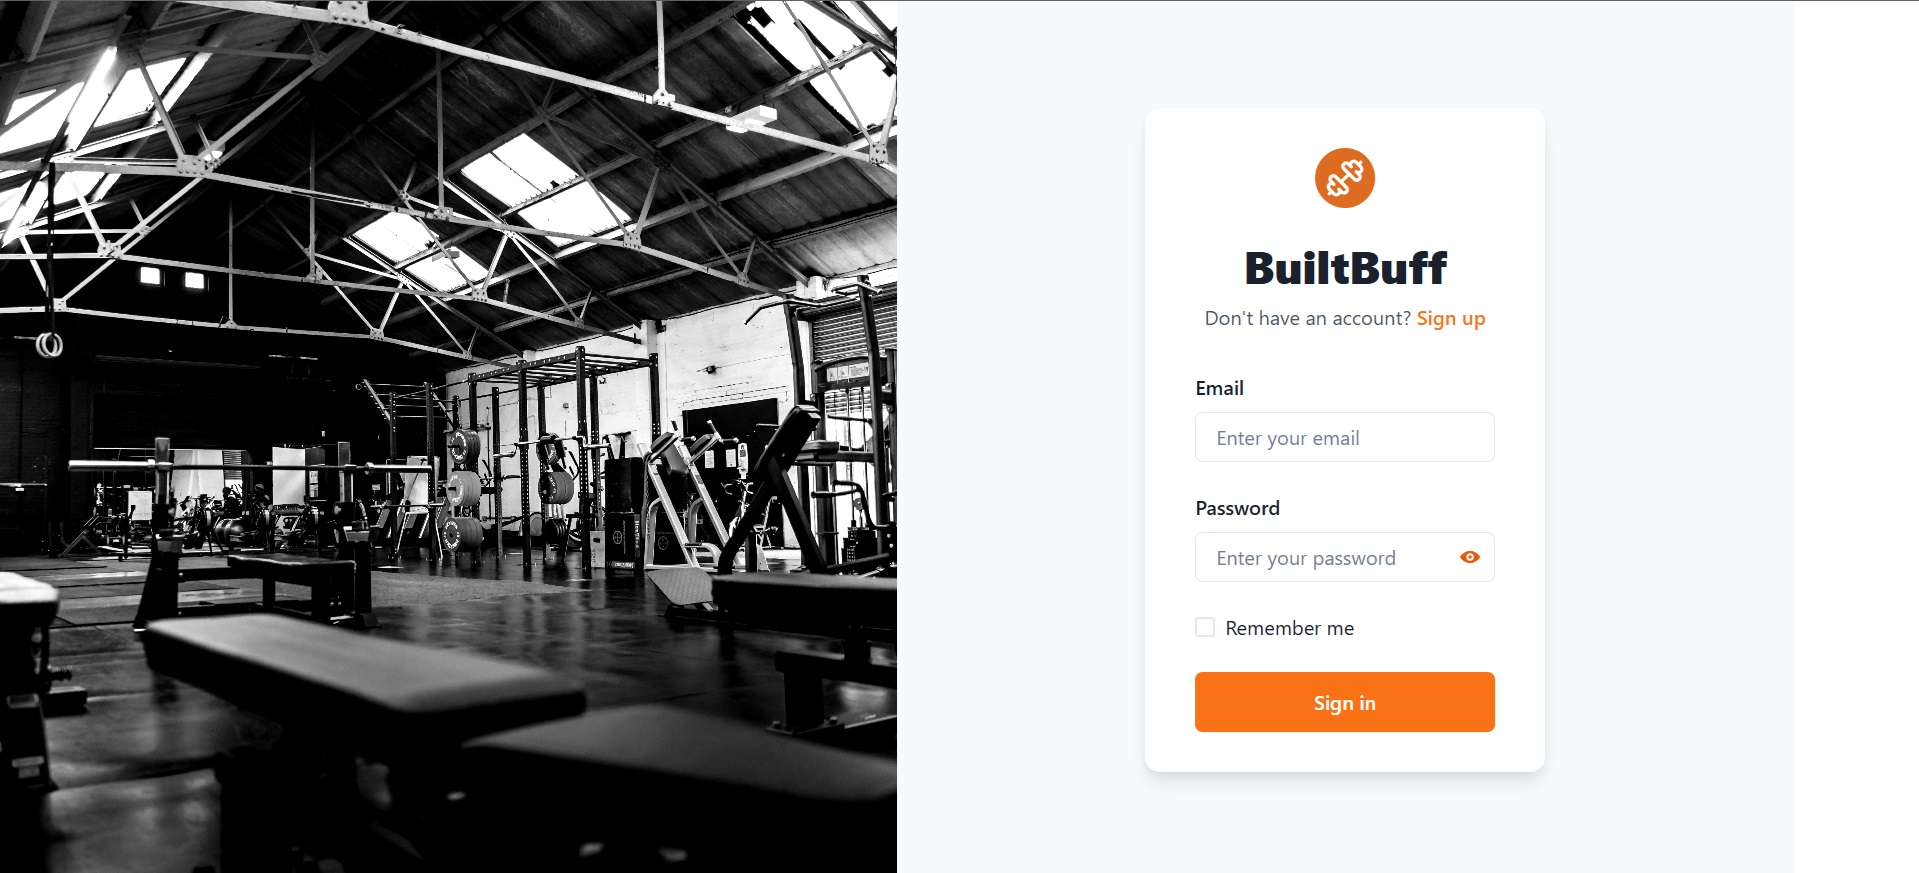 BuiltBuff
Don't have an account? Sign up
Email
Enter your email
Password
Enter your password
Remember me
Sign in